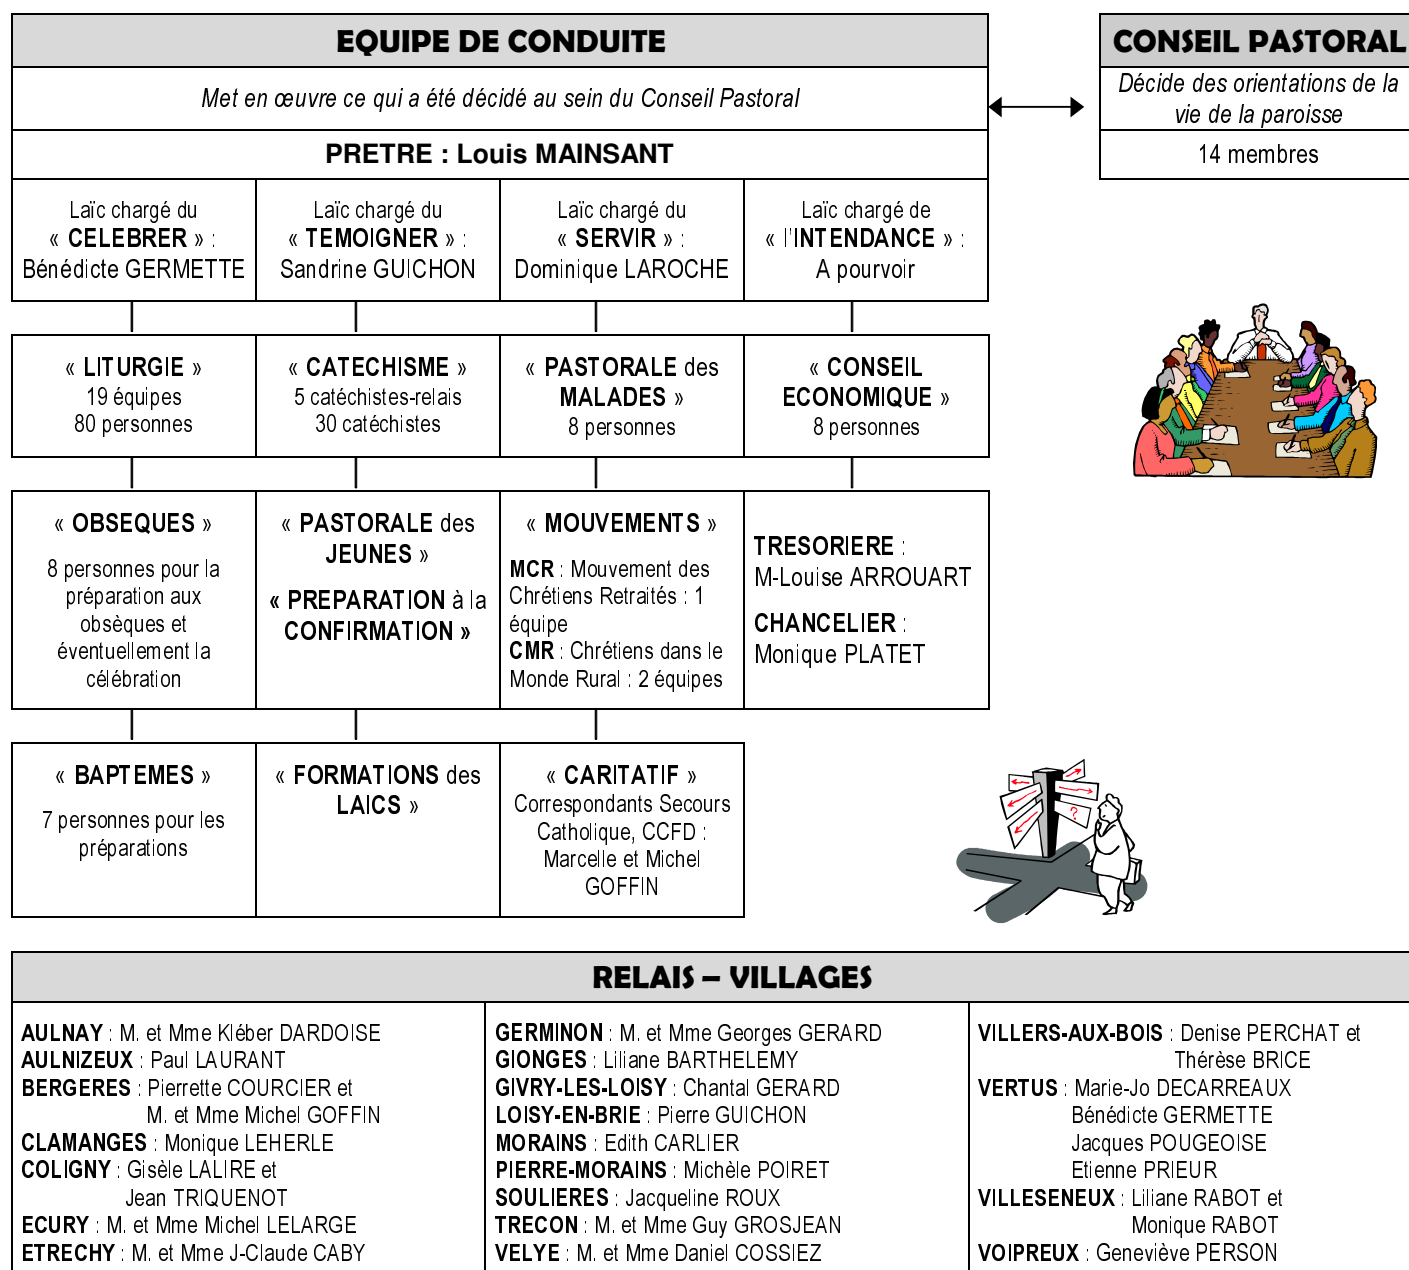 EQUIPE DE CONDUITE
Met en œuvre ce qui a été décidé au sein du Conseil Pastoral
PRETRE : Louis MAINSANT
CONSEIL PASTORAL
Décide des orientations de la
vie de la paroisse
14 membres
Laïc chargé du
« CELEBRER » :
Bénédicte GERMETTE
Laïc chargé du
« TEMOIGNER » :
Sandrine GUICHON
Laïc chargé du
« SERVIR » :
Dominique LAROCHE
Laïc chargé de
« l'INTENDANCE » :
A pourvoir
« LITURGIE »
19 équipes
80 personnes
« CATECHISME »
5 catéchistes-relais
30 catéchistes
« PASTORALE des
MALADES »
8 personnes
« CONSEIL
ECONOMIQUE »
8 personnes
« OBSEQUES »
8 personnes pour la
préparation aux
obsèques et
éventuellement la
célébration
« PASTORALE des
JEUNES »
« PREPARATION à la
CONFIRMATION »
« MOUVEMENTS »
MCR : Mouvement des
Chrétiens Retraités : 1
équipe
CMR : Chrétiens dans le
Monde Rural : 2 équipes
TRESORIERE :
M-Louise ARROUART
CHANCELIER :
Monique PLATET
« BAPTEMES »
7 personnes pour les
préparations
« FORMATIONS des
LAICS »
« CARITATIF »
Correspondants Secours
Catholique, CCFD :
Marcelle et Michel
GOFFIN
?
RELAIS – VILLAGES
AULNAY : M. et Mme Kléber DARDOISE
AULNIZEUX : Paul LAURANT
BERGERES : Pierrette COURCIER et
M. et Mme Michel GOFFIN
CLAMANGES : Monique LEHERLE
COLIGNY : Gisèle LALIRE et
Jean TRIQUENOT
ECURY : M. et Mme Michel LELARGE
ETRECHY : M. et Mme J-Claude CABY
GERMINON : M. et Mme Georges GERARD
GIONGES : Liliane BARTHELEMY
GIVRY-LES-LOISY : Chantal GERARD
LOISY-EN-BRIE : Pierre GUICHON
MORAINS : Edith CARLIER
PIERRE-MORAINS : Michèle POIRET
SOULIERES : Jacqueline ROUX
TRECON : M. et Mme Guy GROSJEAN
VELYE : M. et Mme Daniel COSSIEZ
VILLERS-AUX-BOIS : Denise PERCHAT et
Thérèse BRICE
VERTUS : Marie-Jo DECARREAUX
Bénédicte GERMETTE
Jacques POUGEOISE
Etienne PRIEUR
VILLESENEUX : Liliane RABOT et
Monique RABOT
VOIPREUX : Geneviève PERSON